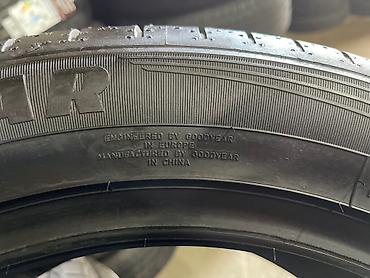 AR
ENGINEERED BY GOODYEAR
IN EUROPE
MANUFACTURED BY GOODYEAR
IN CHINA